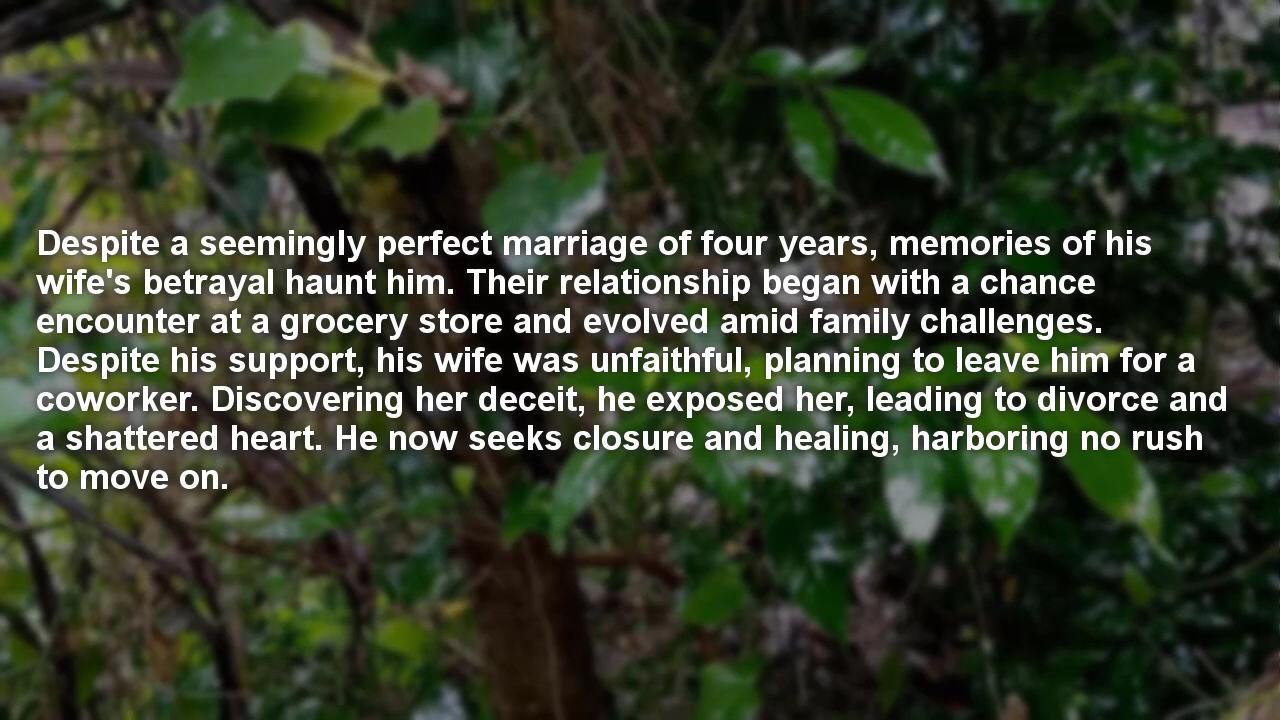 Despite a seemingly perfect marriage of four years, memories of his
wife's betrayal haunt him. Their relationship began with a chance
encounter at a grocery store and evolved amid family challenges.
Despite his support, his wife was unfaithful, planning to leave him for a
coworker. Discovering her deceit, he exposed her, leading to divorce and
a shattered heart. He now seeks closure and healing, harboring no rush
to move on.